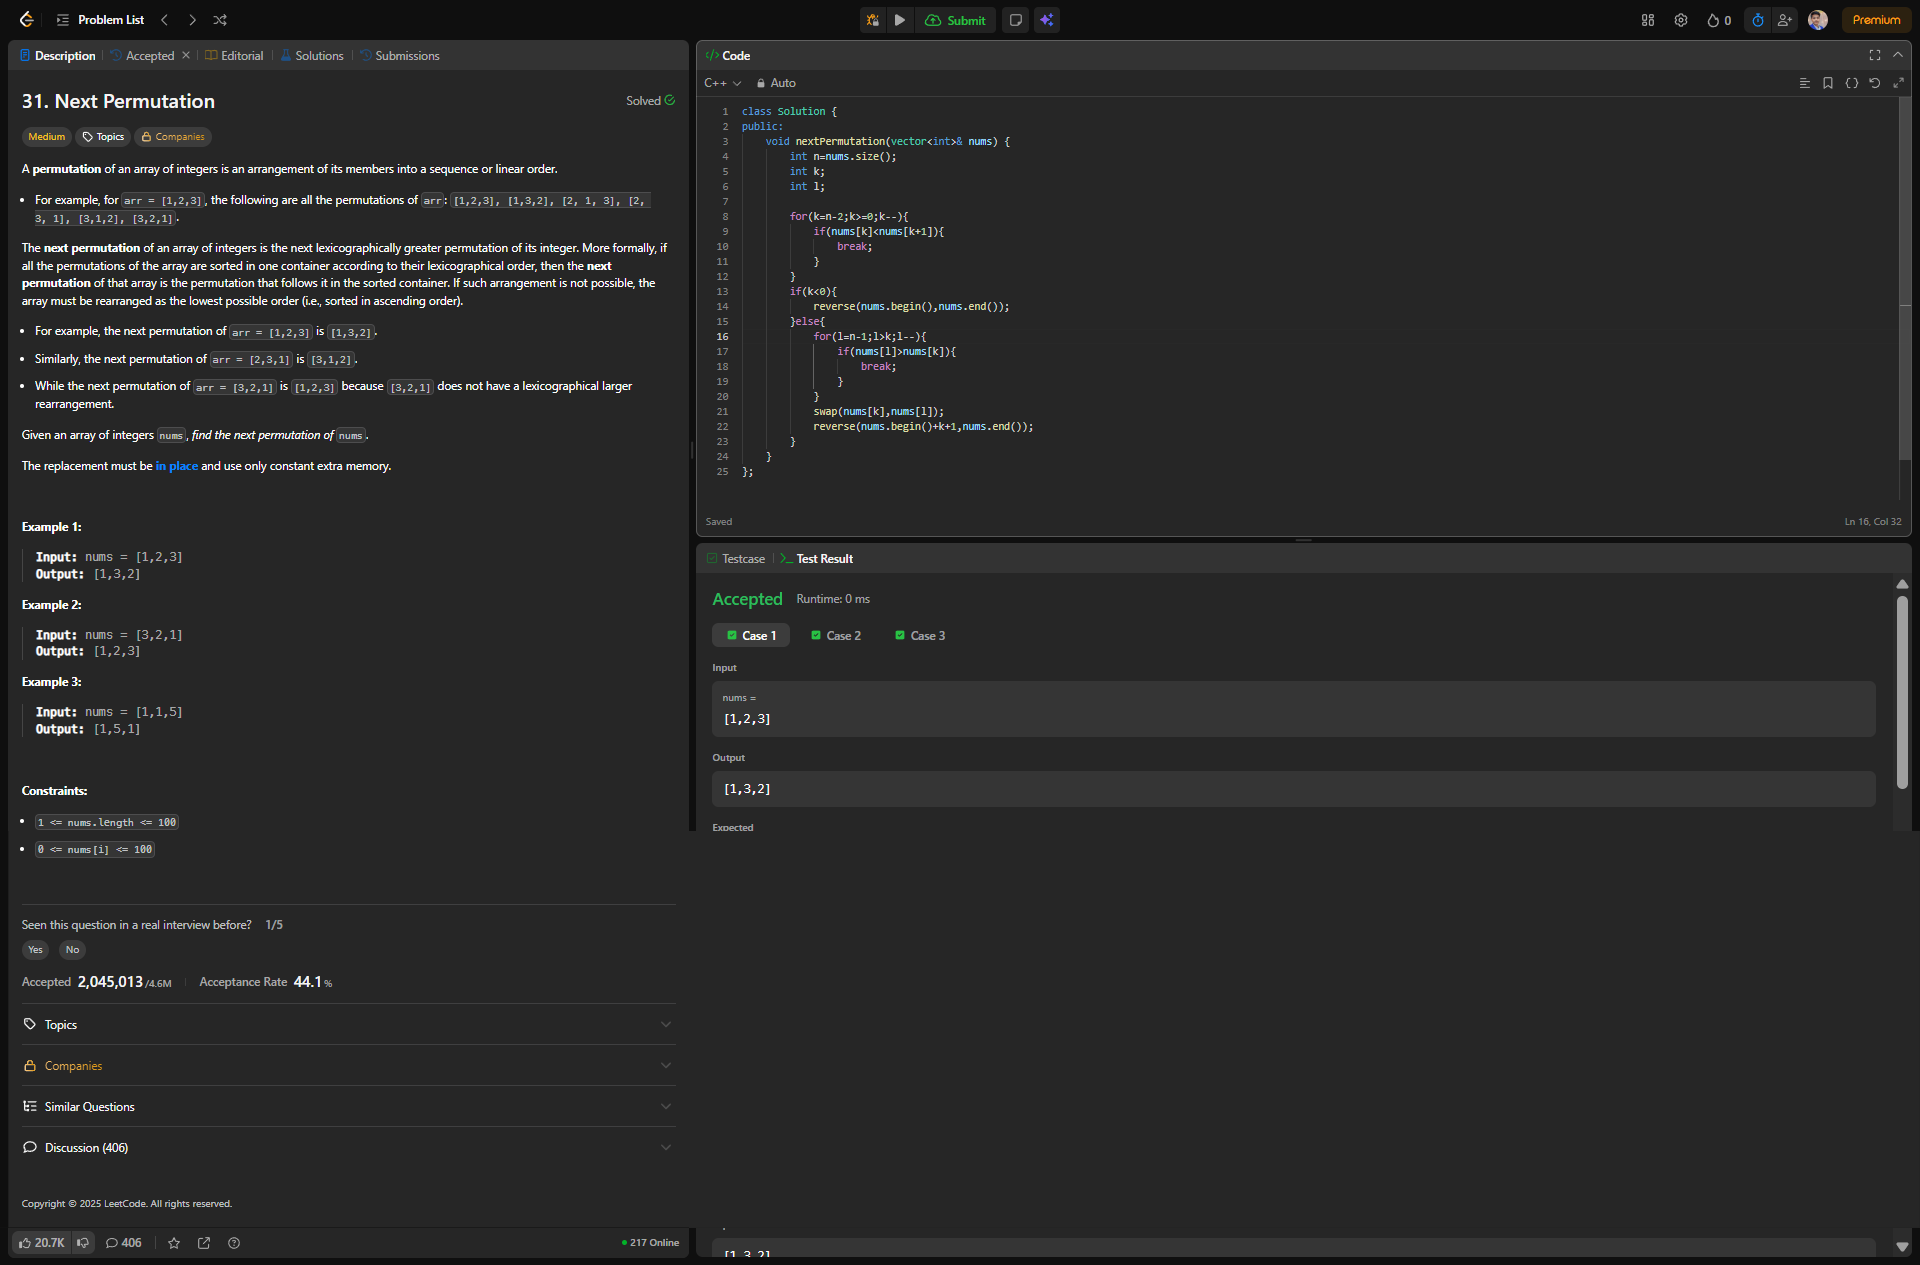 Problem List
Submit
0
Premium
Description
Accepted
Editorial
Solutions
Submissions
31. Next Permutation
Solved
Medium
Topics
Companies
A permutation of an array of integers is an arrangement of its members into a sequence or linear order.
• For example, for arr = [1,2,3], the following are all the permutations of arr: [1,2,3], [1,3,2], [2, 1, 3], [2,
3, 1], [3,1,2], [3,2,1].
The next permutation of an array of integers is the next lexicographically greater permutation of its integer. More formally, if
all the permutations of the array are sorted in one container according to their lexicographical order, then the next
permutation of that array is the permutation that follows it in the sorted container. If such arrangement is not possible, the
array must be rearranged as the lowest possible order (i.e., sorted in ascending order).
• For example, the next permutation of arr = [1,2,3] is [1,3,2].
• Similarly, the next permutation of arr = [2,3,1] is [3,1,2].
• While the next permutation of arr = [3,2,1] is [1,2,3] because [3,2,1] does not have a lexicographical larger
rearrangement.
Given an array of integers nums, find the next permutation of nums.
The replacement must be in place and use only constant extra memory.
Example 1:
Input: nums = [1,2,3]
Output: [1,3,2]
Example 2:
Input: nums = [3,2,1]
Output: [1,2,3]
Example 3:
Input: nums = [1,1,5]
Output: [1,5,1]
Constraints:
• 1 <= nums.length <= 100
• 0 <= nums[i] <= 100
Seen this question in a real interview before? 1/5
Yes
No
Accepted 2,045,013 /4.6M
Acceptance Rate 44.1 %
Topics
Companies
Similar Questions
Discussion (406)
Copyright © 2025 LeetCode. All rights reserved.
20.7K
406
217 Online
</> Code
C++
Auto
1 class Solution {
2 public:
3     void nextPermutation(vector<int>& nums) {
4         int n=nums.size();
5         int k;
6         int l;
7
8         for(k=n-2;k>=0;k--){
9             if(nums[k]<nums[k+1]){
10                 break;
11             }
12         }
13         if(k<0){
14             reverse(nums.begin(),nums.end());
15         }else{
16             for(l=n-1;l>k;l--){
17                 if(nums[l]>nums[k]){
18                     break;
19                 }
20             }
21             swap(nums[k],nums[l]);
22             reverse(nums.begin()+k+1,nums.end());
23         }
24     }
25 };
Saved
Ln 16, Col 32
Testcase
>_ Test Result
Accepted
Runtime: 0 ms
Case 1
Case 2
Case 3
Input
nums =
[1,2,3]
Output
[1,3,2]
Expected
[1,3,2]